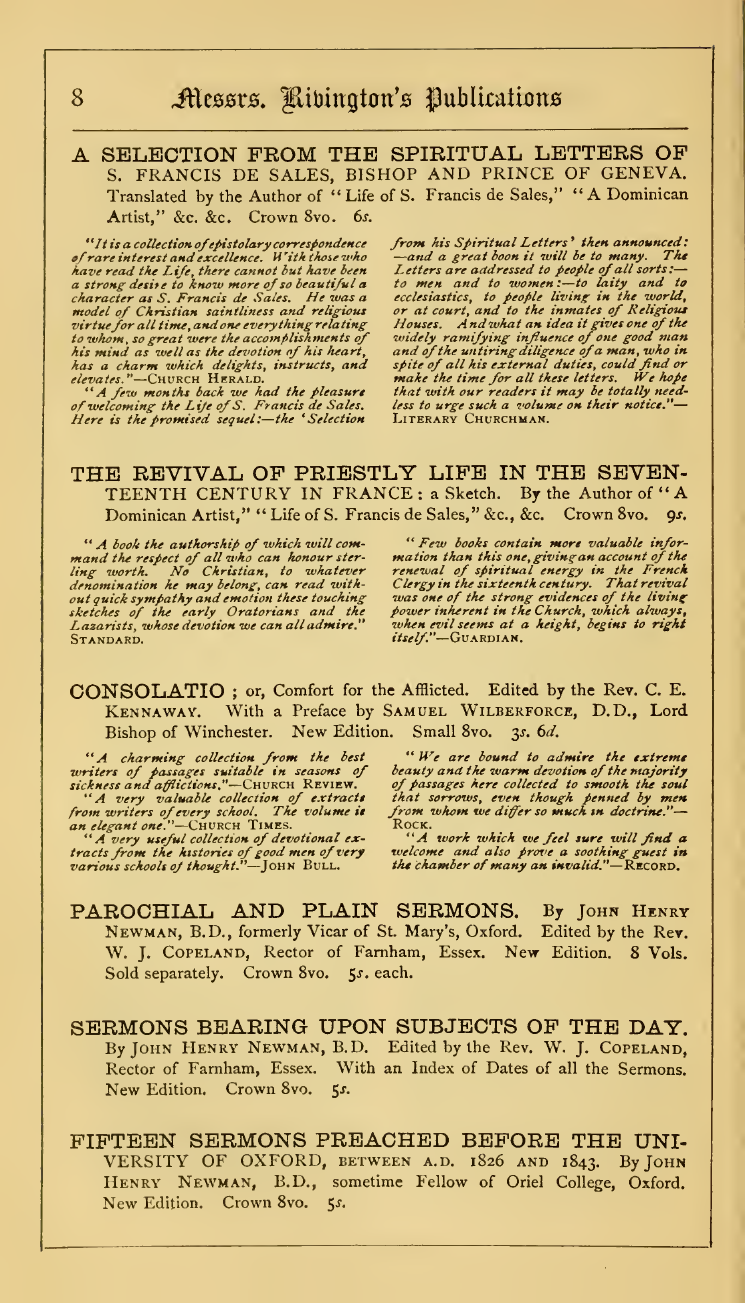 8 Messrs. Rivington's Publications
A SELECTION FROM THE SPIRITUAL LETTERS OF
S. FRANCIS DE SALES, BISHOP AND PRINCE OF GENEVA.
Translated by the Author of "Life of S. Francis de Sales," "A Dominican
Artist," &c. &c. Crown 8vo. 6s.
"It is a collection of epistolary correspondence
of rare interest and excellence. With those who
have read the Life, there cannot but have been
a strong desire to know more of so beautiful a
character as S. Francis de Sales. He was a
model of Christian saintliness and religious
virtue for all time, and one everything relating
to whom, so great were the accomplishments of
his mind as well as the devotion of his heart,
has a charm which delights, instructs, and
elevates."—CHURCH HERALD.
"A few months back we had the pleasure
of welcoming the Life of S. Francis de Sales.
Here is the promised sequel:—the 'Selection
from his Spiritual Letters' then announced:
—and a great boon it will be to many. The
Letters are addressed to people of all sorts:—
to men and to women:—to laity and to
ecclesiastics, to people living in the world,
or at court, and to the inmates of Religious
Houses. And what an idea it gives one of the
widely ramifying influence of one good man
and of the untiring diligence of a man, who in
spite of all his external duties, could find or
make the time for all these letters. We hope
that with our readers it may be totally need-
less to urge such a volume on their notice."—
LITERARY CHURCHMAN.
THE REVIVAL OF PRIESTLY LIFE IN THE SEVEN-
TEENTH CENTURY IN FRANCE: a Sketch. By the Author of "A
Dominican Artist," "Life of S. Francis de Sales," &c., &c. Crown 8vo. 9s.
"A book the authorship of which will com-
mand the respect of all who can honour ster-
ling worth. No Christian, to whatever
denomination he may belong, can read with-
out quick sympathy and emotion these touching
sketches of the early Oratorians and the
Lazarists, whose devotion we can all admire."
STANDARD.
"Few books contain more valuable infor-
mation than this one, giving an account of the
renewal of spiritual energy in the French
Clergy in the sixteenth century. That revival
was one of the strong evidences of the living
power inherent in the Church, which always,
when evil seems at a height, begins to right
itself."—GUARDIAN.
CONSOLATIO; or, Comfort for the Afflicted. Edited by the Rev. C. E.
KENNAWAY. With a Preface by SAMUEL WILBERFORCE, D.D., Lord
Bishop of Winchester. New Edition. Small 8vo. 3s. 6d.
"A charming collection from the best
writers of passages suitable in seasons of
sickness and afflictions."—CHURCH REVIEW.
"A very valuable collection of extracts
from writers of every school. The volume is
an elegant one."—CHURCH TIMES.
"A very useful collection of devotional ex-
tracts from the histories of good men of very
various schools of thought."—JOHN BULL.
"We are bound to admire the extreme
beauty and the warm devotion of the majority
of passages here collected to smooth the soul
that sorrows, even though penned by men
from whom we differ so much in doctrine."—
ROCK.
"A work which we feel sure will find a
welcome and also prove a soothing guest in
the chamber of many an invalid."—RECORD.
PAROCHIAL AND PLAIN SERMONS. By JOHN HENRY
NEWMAN, B.D., formerly Vicar of St. Mary's, Oxford. Edited by the Rev.
W. J. COPELAND, Rector of Farnham, Essex. New Edition. 8 Vols.
Sold separately. Crown 8vo. 5s. each.
SERMONS BEARING UPON SUBJECTS OF THE DAY.
By JOHN HENRY NEWMAN, B.D. Edited by the Rev. W. J. COPELAND,
Rector of Farnham, Essex. With an Index of Dates of all the Sermons.
New Edition. Crown 8vo. 5s.
FIFTEEN SERMONS PREACHED BEFORE THE UNI-
VERSITY OF OXFORD, BETWEEN A.D. 1826 AND 1843. By JOHN
HENRY NEWMAN, B.D., sometime Fellow of Oriel College, Oxford.
New Edition. Crown 8vo. 5s.